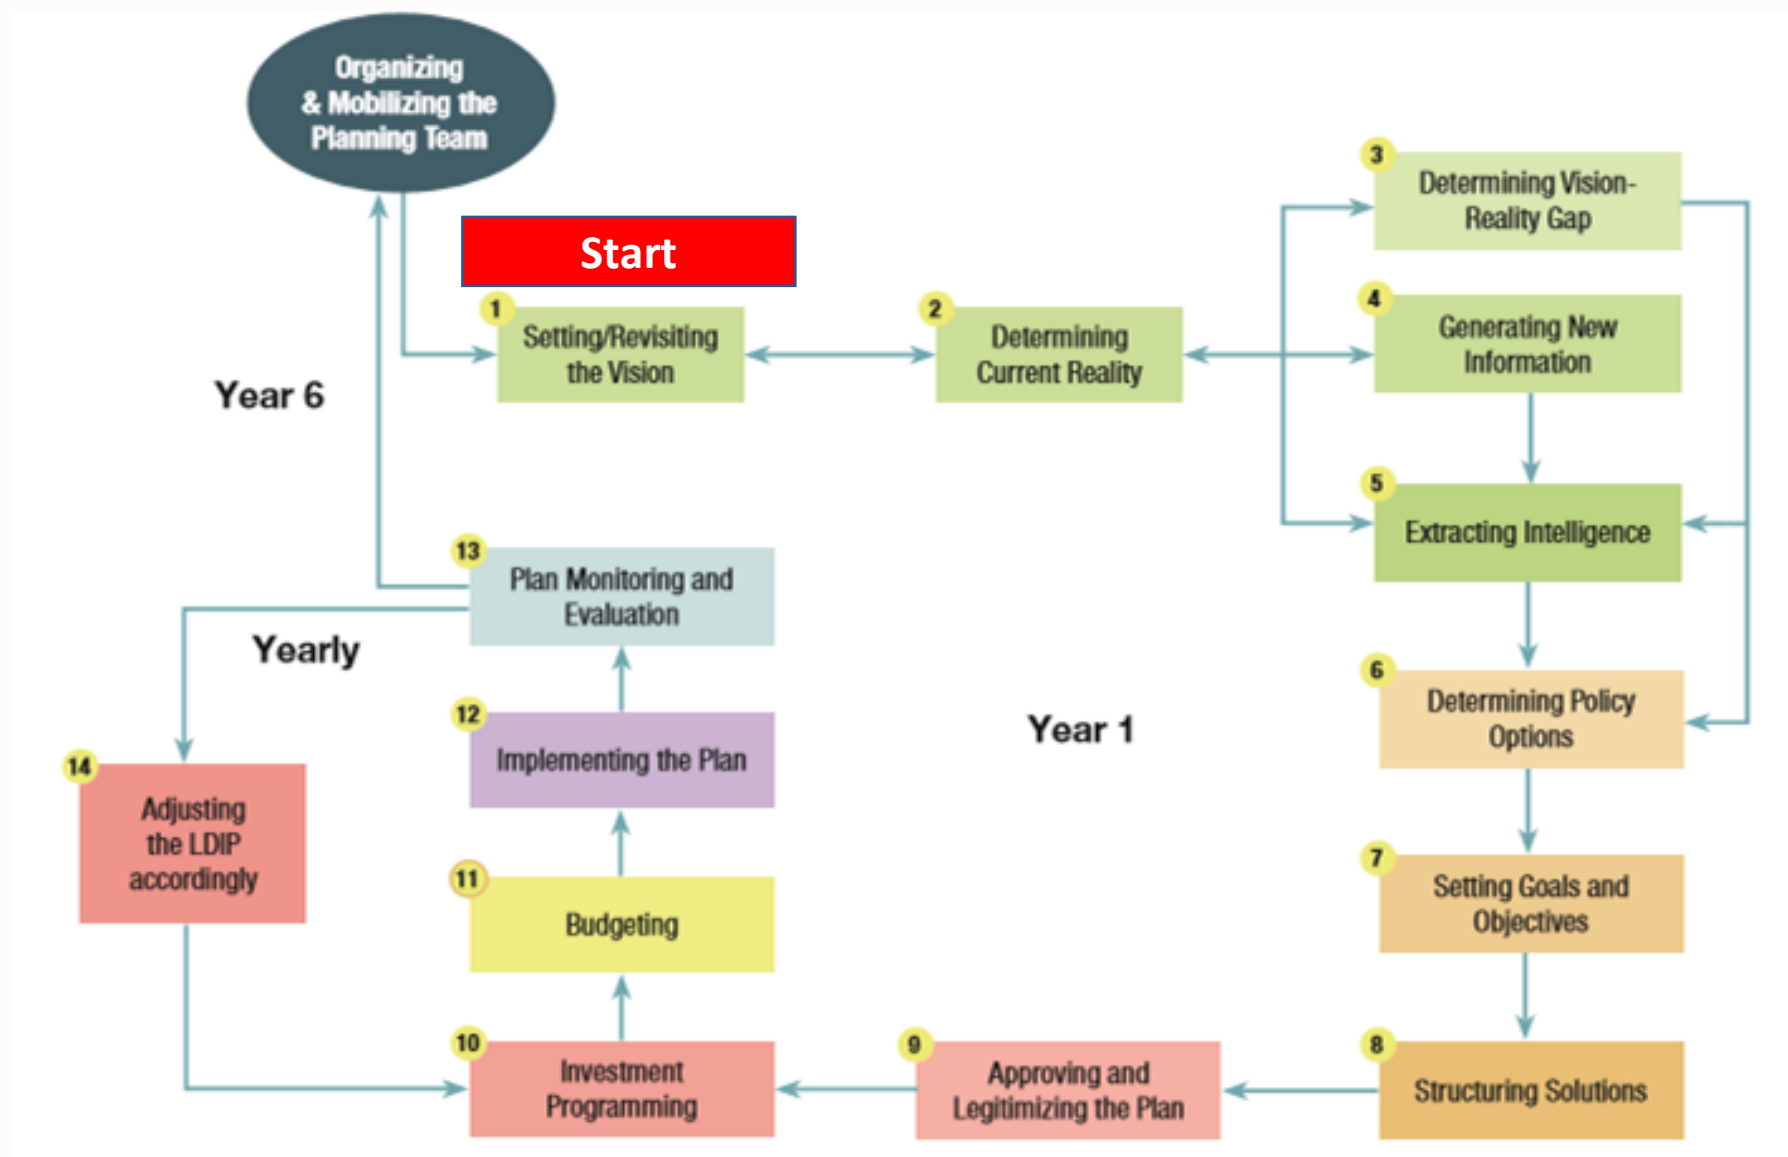 Organizing
& Mobilizing the
Planning Team
Start
1
Setting/Revisiting
the Vision
2
Determining
Current Reality
3
Determining Vision-
Reality Gap
4
Generating New
Information
5
Extracting Intelligence
6
Determining Policy
Options
7
Setting Goals and
Objectives
8
Structuring Solutions
9
Approving and
Legitimizing the Plan
10
Investment
Programming
11
Budgeting
12
Implementing the Plan
13
Plan Monitoring and
Evaluation
14
Adjusting
the LDIP
accordingly
Year 6
Yearly
Year 1